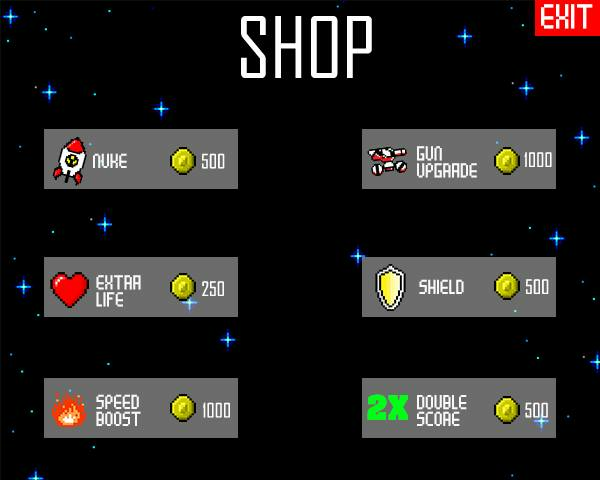 SHOP
EXIT
NUKE 500
GUN
UPGRADE 1000
EXTRA
LIFE 250
SHIELD 500
SPEED
BOOST 1000
2X DOUBLE
SCORE 500